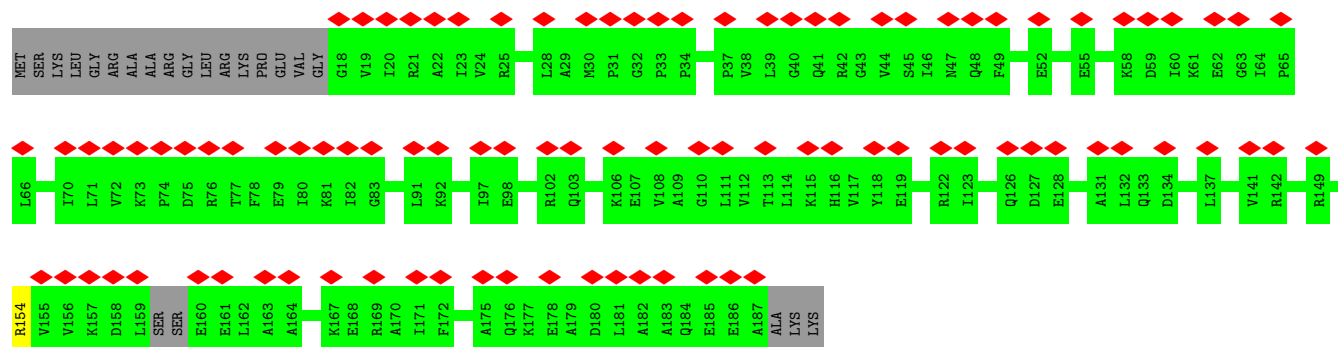 MET SER LYS LEU GLY ARG ALA ALA ARG GLY LEU ARG LYS PRO GLU VAL GLY G18 V19 I20 R21 A22 I23 V24 R25 L28 A29 M30 P31 G32 P33 P34 P37 V38 L39 G40 Q41 R42 G43 V44 S45 I46 N47 Q48 F49 E52 E55 K58 D59 I60 K61 E62 G63 I64 P65
L66 I70 L71 V72 K73 P74 D75 R76 T77 F78 E79 I80 K81 I82 G83 L91 K92 I97 E98 R102 Q103 K106 E107 V108 A109 G110 L111 V112 T113 L114 K115 H116 V117 Y118 E119 R122 I123 Q126 D127 E128 A131 L132 Q133 D134 L137 V141 R142 R149
R154 V155 V156 K157 D158 L159 SER SER E160 E161 L162 A163 A164 K167 E168 R169 A170 I171 F172 A175 Q176 K177 E178 A179 D180 L181 A182 A183 Q184 E185 E186 A187 ALA LYS LYS